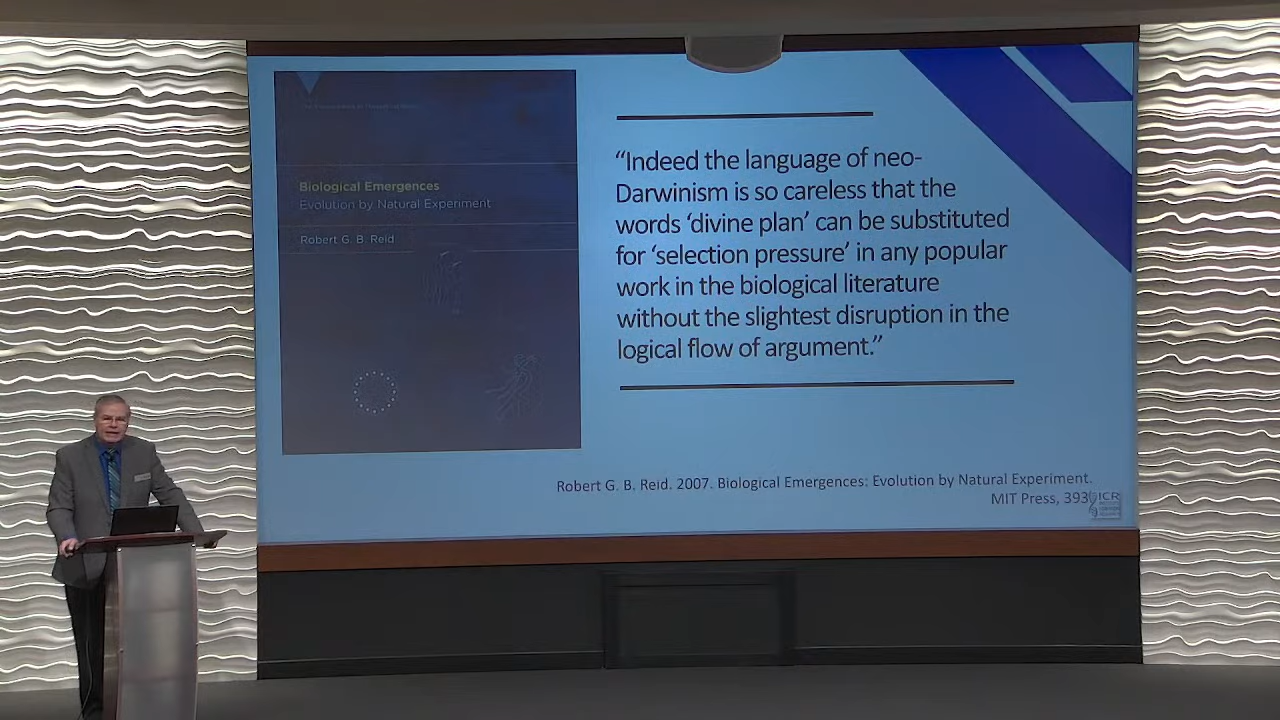 Biological Emergences
Evolution by Natural Experiment
Robert G. B. Reid
“Indeed the language of neo-
Darwinism is so careless that the
words ‘divine plan’ can be substituted
for ‘selection pressure’ in any popular
work in the biological literature
without the slightest disruption in the
logical flow of argument.”
Robert G. B. Reid. 2007. Biological Emergences: Evolution by Natural Experiment.
MIT Press, 393
ICR